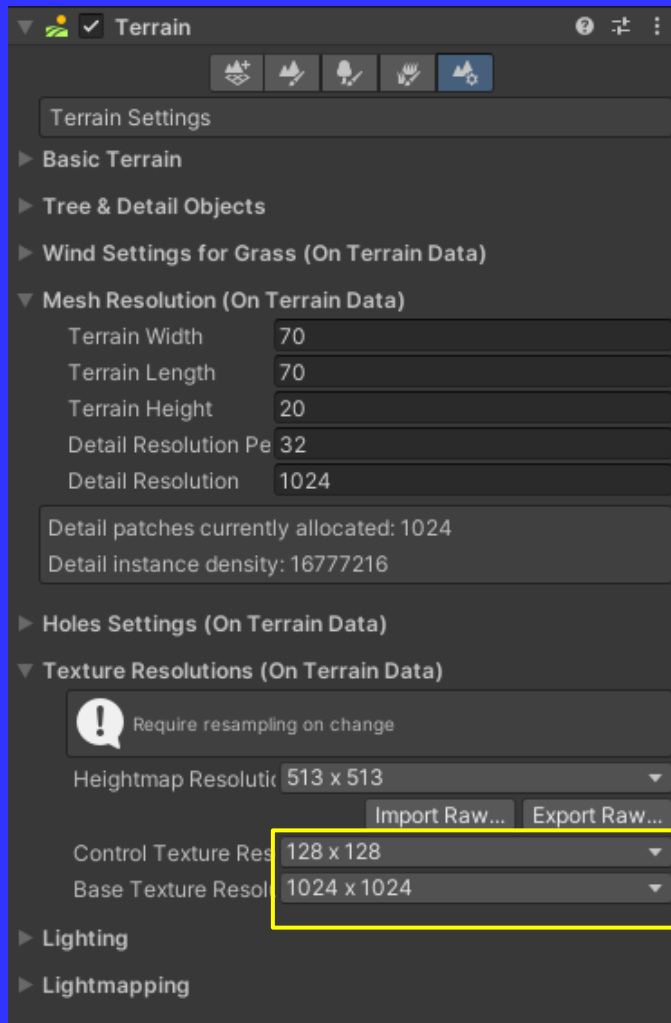 Terrain
Terrain Settings
Basic Terrain
Tree & Detail Objects
Wind Settings for Grass (On Terrain Data)
Mesh Resolution (On Terrain Data)
Terrain Width 70
Terrain Length 70
Terrain Height 20
Detail Resolution Pe 32
Detail Resolution 1024
Detail patches currently allocated: 1024
Detail instance density: 16777216
Holes Settings (On Terrain Data)
Texture Resolutions (On Terrain Data)
Require resampling on change
Heightmap Resolutic 513 x 513
Import Raw... Export Raw...
Control Texture Res 128 x 128
Base Texture Resolu 1024 x 1024
Lighting
Lightmapping